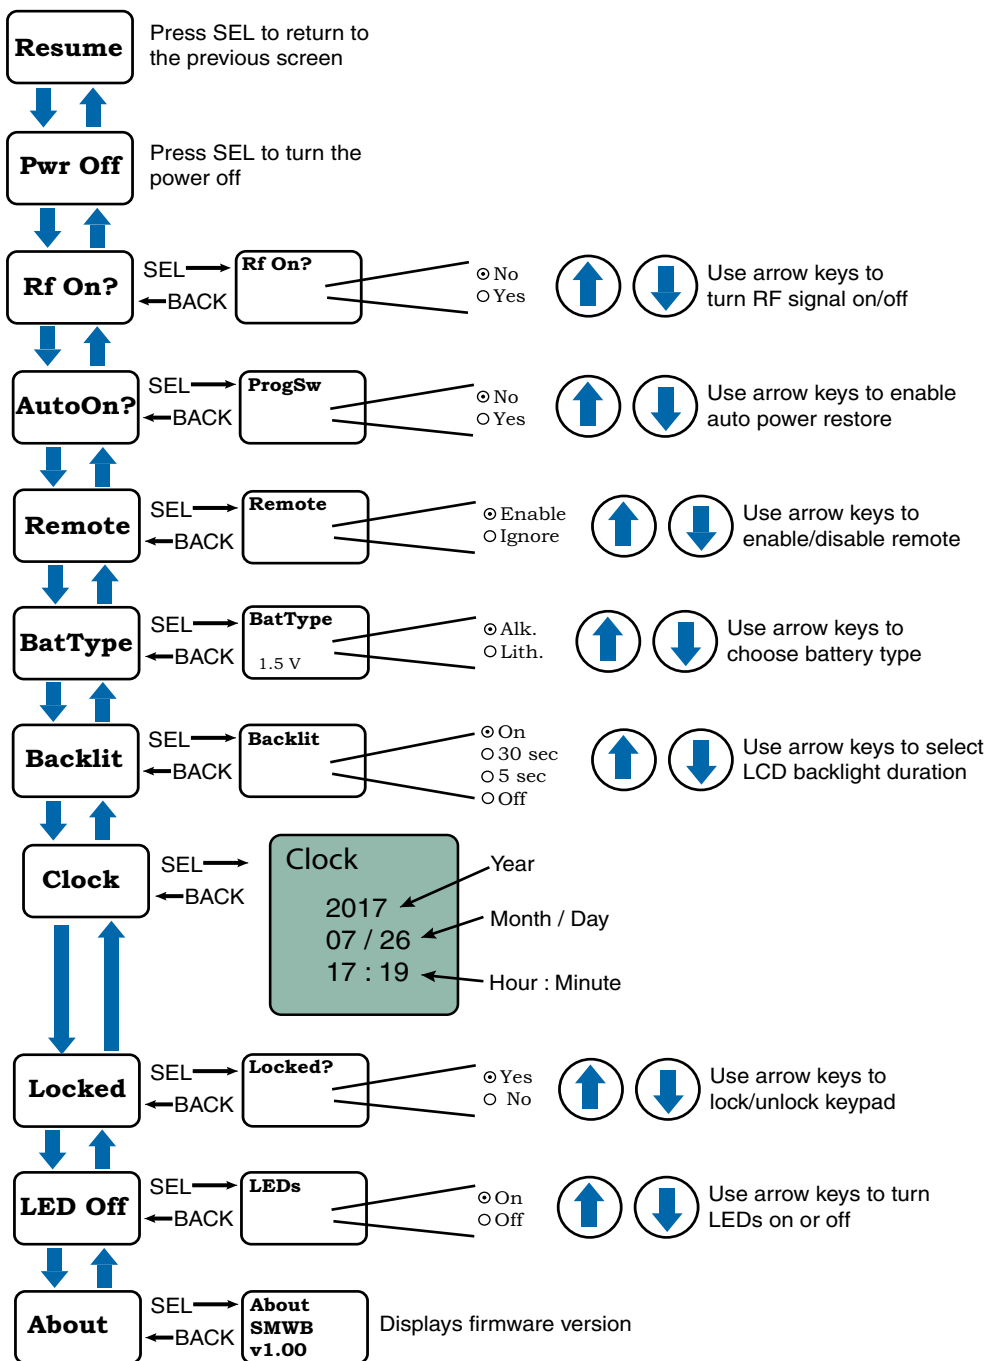 Resume
Press SEL to return to
the previous screen
Pwr Off
Press SEL to turn the
power off
Rf On?
SEL
BACK
Rf On?
No
Yes
Use arrow keys to
turn RF signal on/off
AutoOn?
SEL
BACK
ProgSw
No
Yes
Use arrow keys to enable
auto power restore
Remote
SEL
BACK
Remote
Enable
Ignore
Use arrow keys to
enable/disable remote
BatType
SEL
BACK
BatType
1.5 V
Alk.
Lith.
Use arrow keys to
choose battery type
Backlit
SEL
BACK
Backlit
On
30 sec
5 sec
Off
Use arrow keys to select
LCD backlight duration
Clock
SEL
BACK
Clock
2017
07 / 26
17 : 19
Year
Month / Day
Hour : Minute
Locked
SEL
BACK
Locked?
Yes
No
Use arrow keys to
lock/unlock keypad
LED Off
SEL
BACK
LEDs
On
Off
Use arrow keys to turn
LEDs on or off
About
SEL
BACK
About
SMWB
v1.00
Displays firmware version